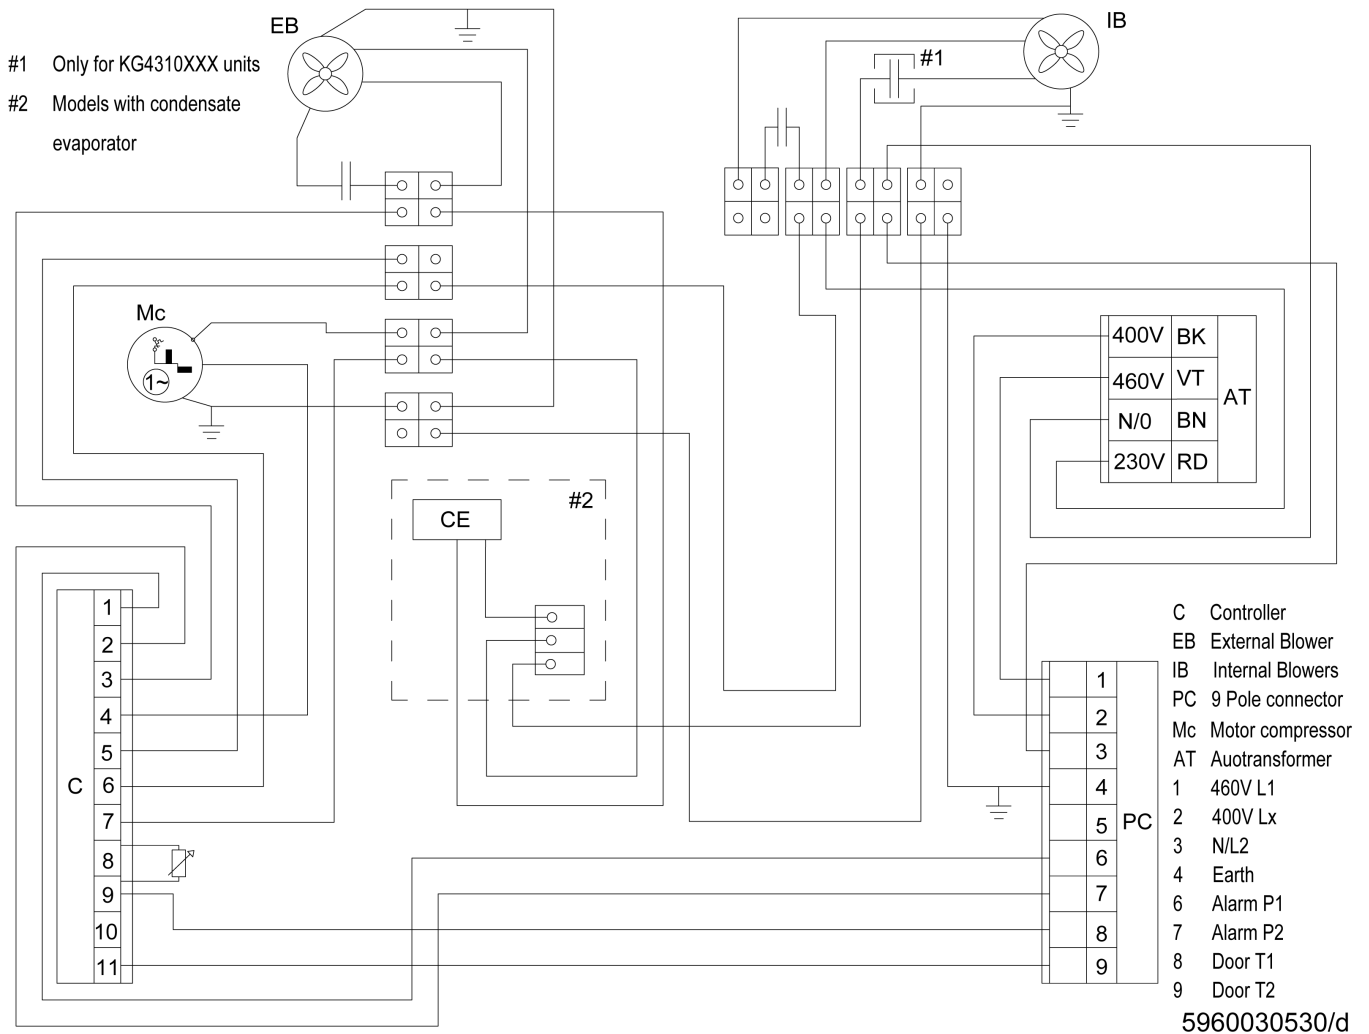 EB
IB
#1 Only for KG4310XXX units
#2 Models with condensate
evaporator
#1
Mc
1~
400V BK
460V VT
N/0 BN
230V RD
AT
#2
CE
C
1
2
3
4
5
6
7
8
9
10
11
1
2
3
4
5
6
7
8
9
PC
C Controller
EB External Blower
IB Internal Blowers
PC 9 Pole connector
Mc Motor compressor
AT Auotransformer
1 460V L1
2 400V Lx
3 N/L2
4 Earth
6 Alarm P1
7 Alarm P2
8 Door T1
9 Door T2
5960030530/d